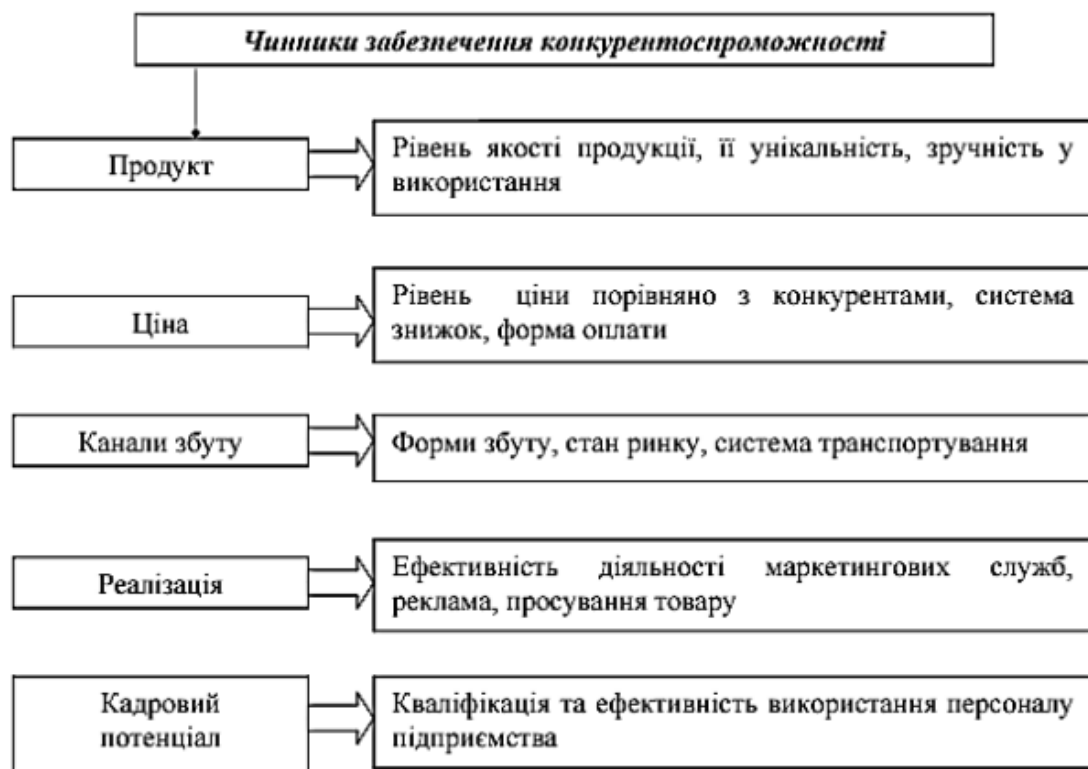 Чинники забезпечення конкурентоспроможності
Продукт
Рівень якості продукції, її унікальність, зручність у
використання
Ціна
Рівень ціни порівняно з конкурентами, система
знижок, форма оплати
Канали збуту
Форми збуту, стан ринку, система транспортування
Реалізація
Ефективність діяльності маркетингових служб,
реклама, просування товару
Кадровий
потенціал
Кваліфікація та ефективність використання персоналу
підприємства